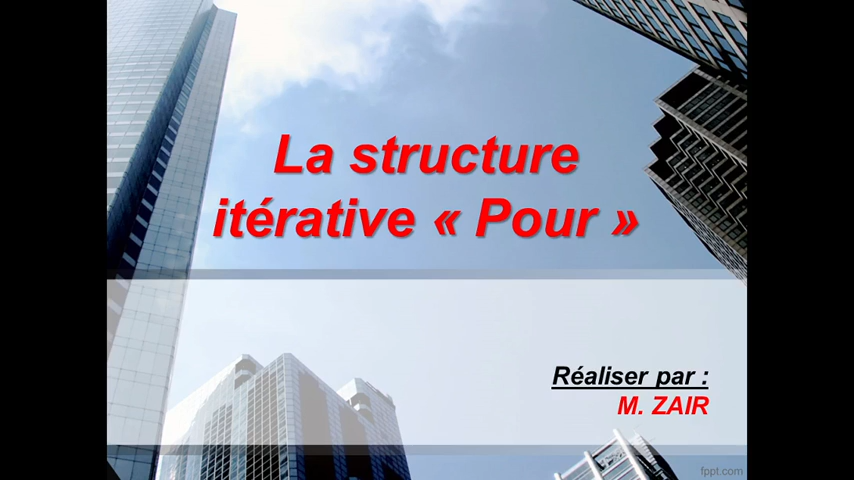 La structure
itérative « Pour »
Réaliser par :
M. ZAIR
fppt.com